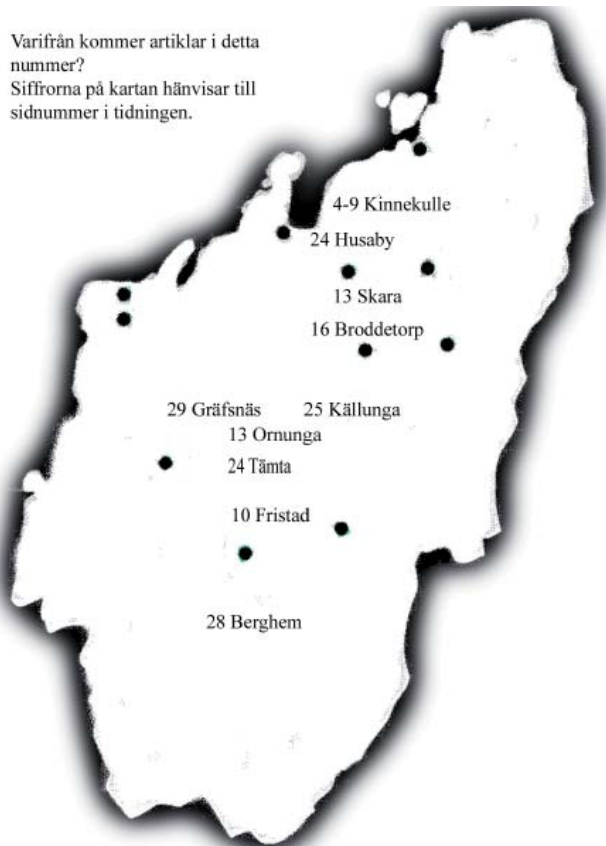 Varifrån kommer artiklar i detta
nummer?
Siffrorna på kartan hänvisar till
sidnummer i tidningen.
4-9 Kinnekulle
24 Husaby
13 Skara
16 Broddetorp
29 Gräfsnäs
25 Källunga
13 Ornunga
24 Tämta
10 Fristad
28 Berghem